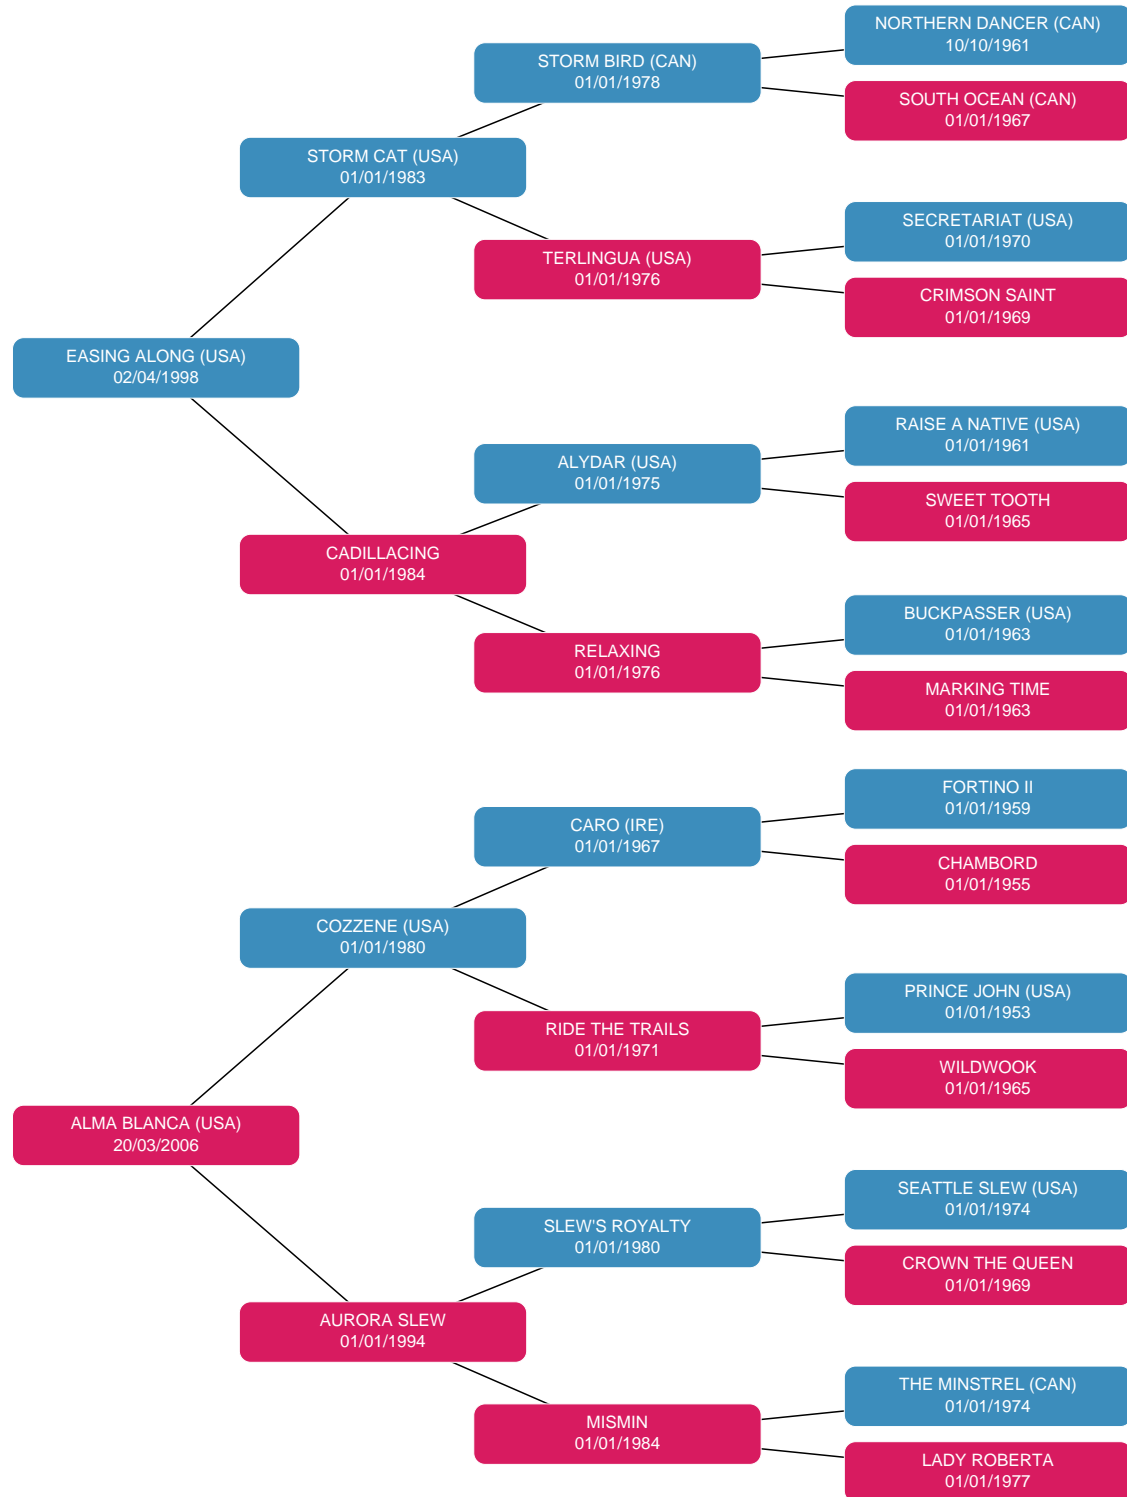 NORTHERN DANCER (CAN)
10/10/1961
STORM BIRD (CAN)
01/01/1978
SOUTH OCEAN (CAN)
01/01/1967
STORM CAT (USA)
01/01/1983
SECRETARIAT (USA)
01/01/1970
TERLINGUA (USA)
01/01/1976
CRIMSON SAINT
01/01/1969
EASING ALONG (USA)
02/04/1998
RAISE A NATIVE (USA)
01/01/1961
ALYDAR (USA)
01/01/1975
SWEET TOOTH
01/01/1965
CADILLACING
01/01/1984
BUCKPASSER (USA)
01/01/1963
RELAXING
01/01/1976
MARKING TIME
01/01/1963
FORTINO II
01/01/1959
CARO (IRE)
01/01/1967
CHAMBORD
01/01/1955
COZZENE (USA)
01/01/1980
PRINCE JOHN (USA)
01/01/1953
RIDE THE TRAILS
01/01/1971
WILDWOOK
01/01/1965
ALMA BLANCA (USA)
20/03/2006
SEATTLE SLEW (USA)
01/01/1974
SLEW'S ROYALTY
01/01/1980
CROWN THE QUEEN
01/01/1969
AURORA SLEW
01/01/1994
THE MINSTREL (CAN)
01/01/1974
MISMIN
01/01/1984
LADY ROBERTA
01/01/1977